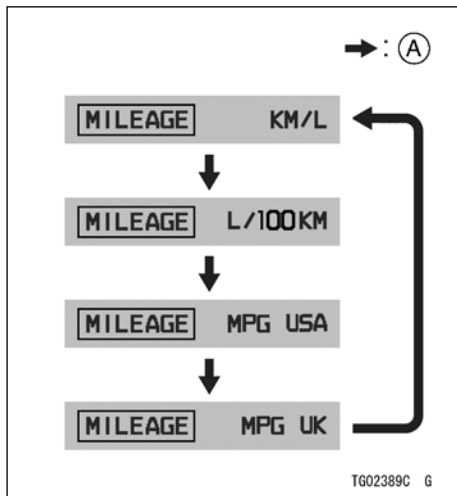 : A
MILEAGE KM/L
MILEAGE L/100KM
MILEAGE MPG USA
MILEAGE MPG UK
TG02389C G